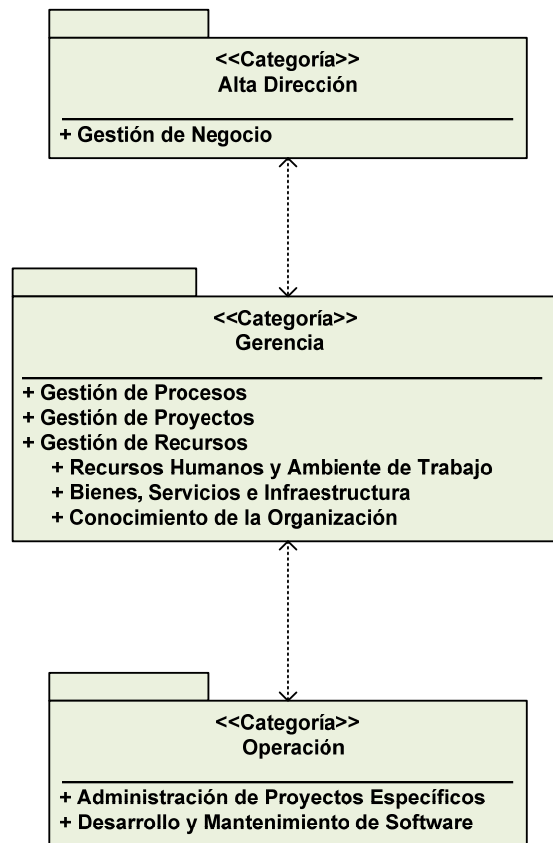 <<Categoría>>
Alta Dirección
+ Gestión de Negocio
<<Categoría>>
Gerencia
+ Gestión de Procesos
+ Gestión de Proyectos
+ Gestión de Recursos
+ Recursos Humanos y Ambiente de Trabajo
+ Bienes, Servicios e Infraestructura
+ Conocimiento de la Organización
<<Categoría>>
Operación
+ Administración de Proyectos Específicos
+ Desarrollo y Mantenimiento de Software